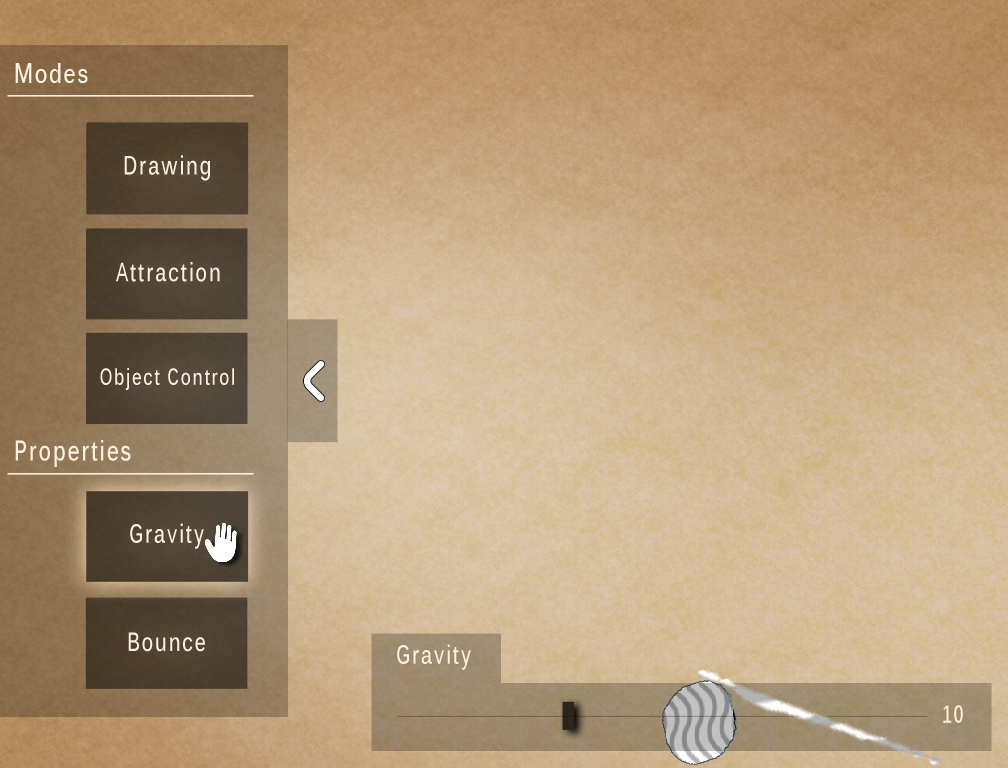 Modes
Drawing
Attraction
Object Control
Properties
Gravity
Bounce
Gravity
10